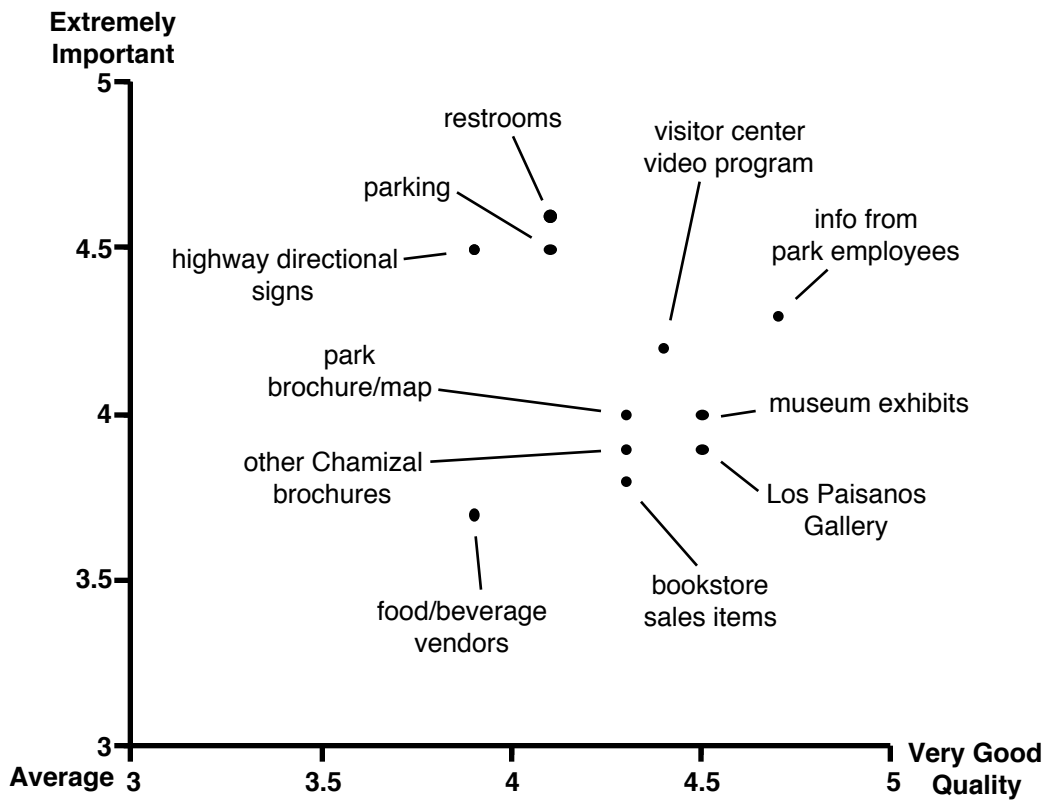 Extremely
Important
5
restrooms
visitor center
video program
parking
info from
park employees
4.5
highway directional
signs
park
brochure/map
museum exhibits
4
other Chamizal
brochures
Los Paisanos
Gallery
3.5
bookstore
sales items
food/beverage
vendors
3
Average 3 3.5 4 4.5 5
Very Good
Quality